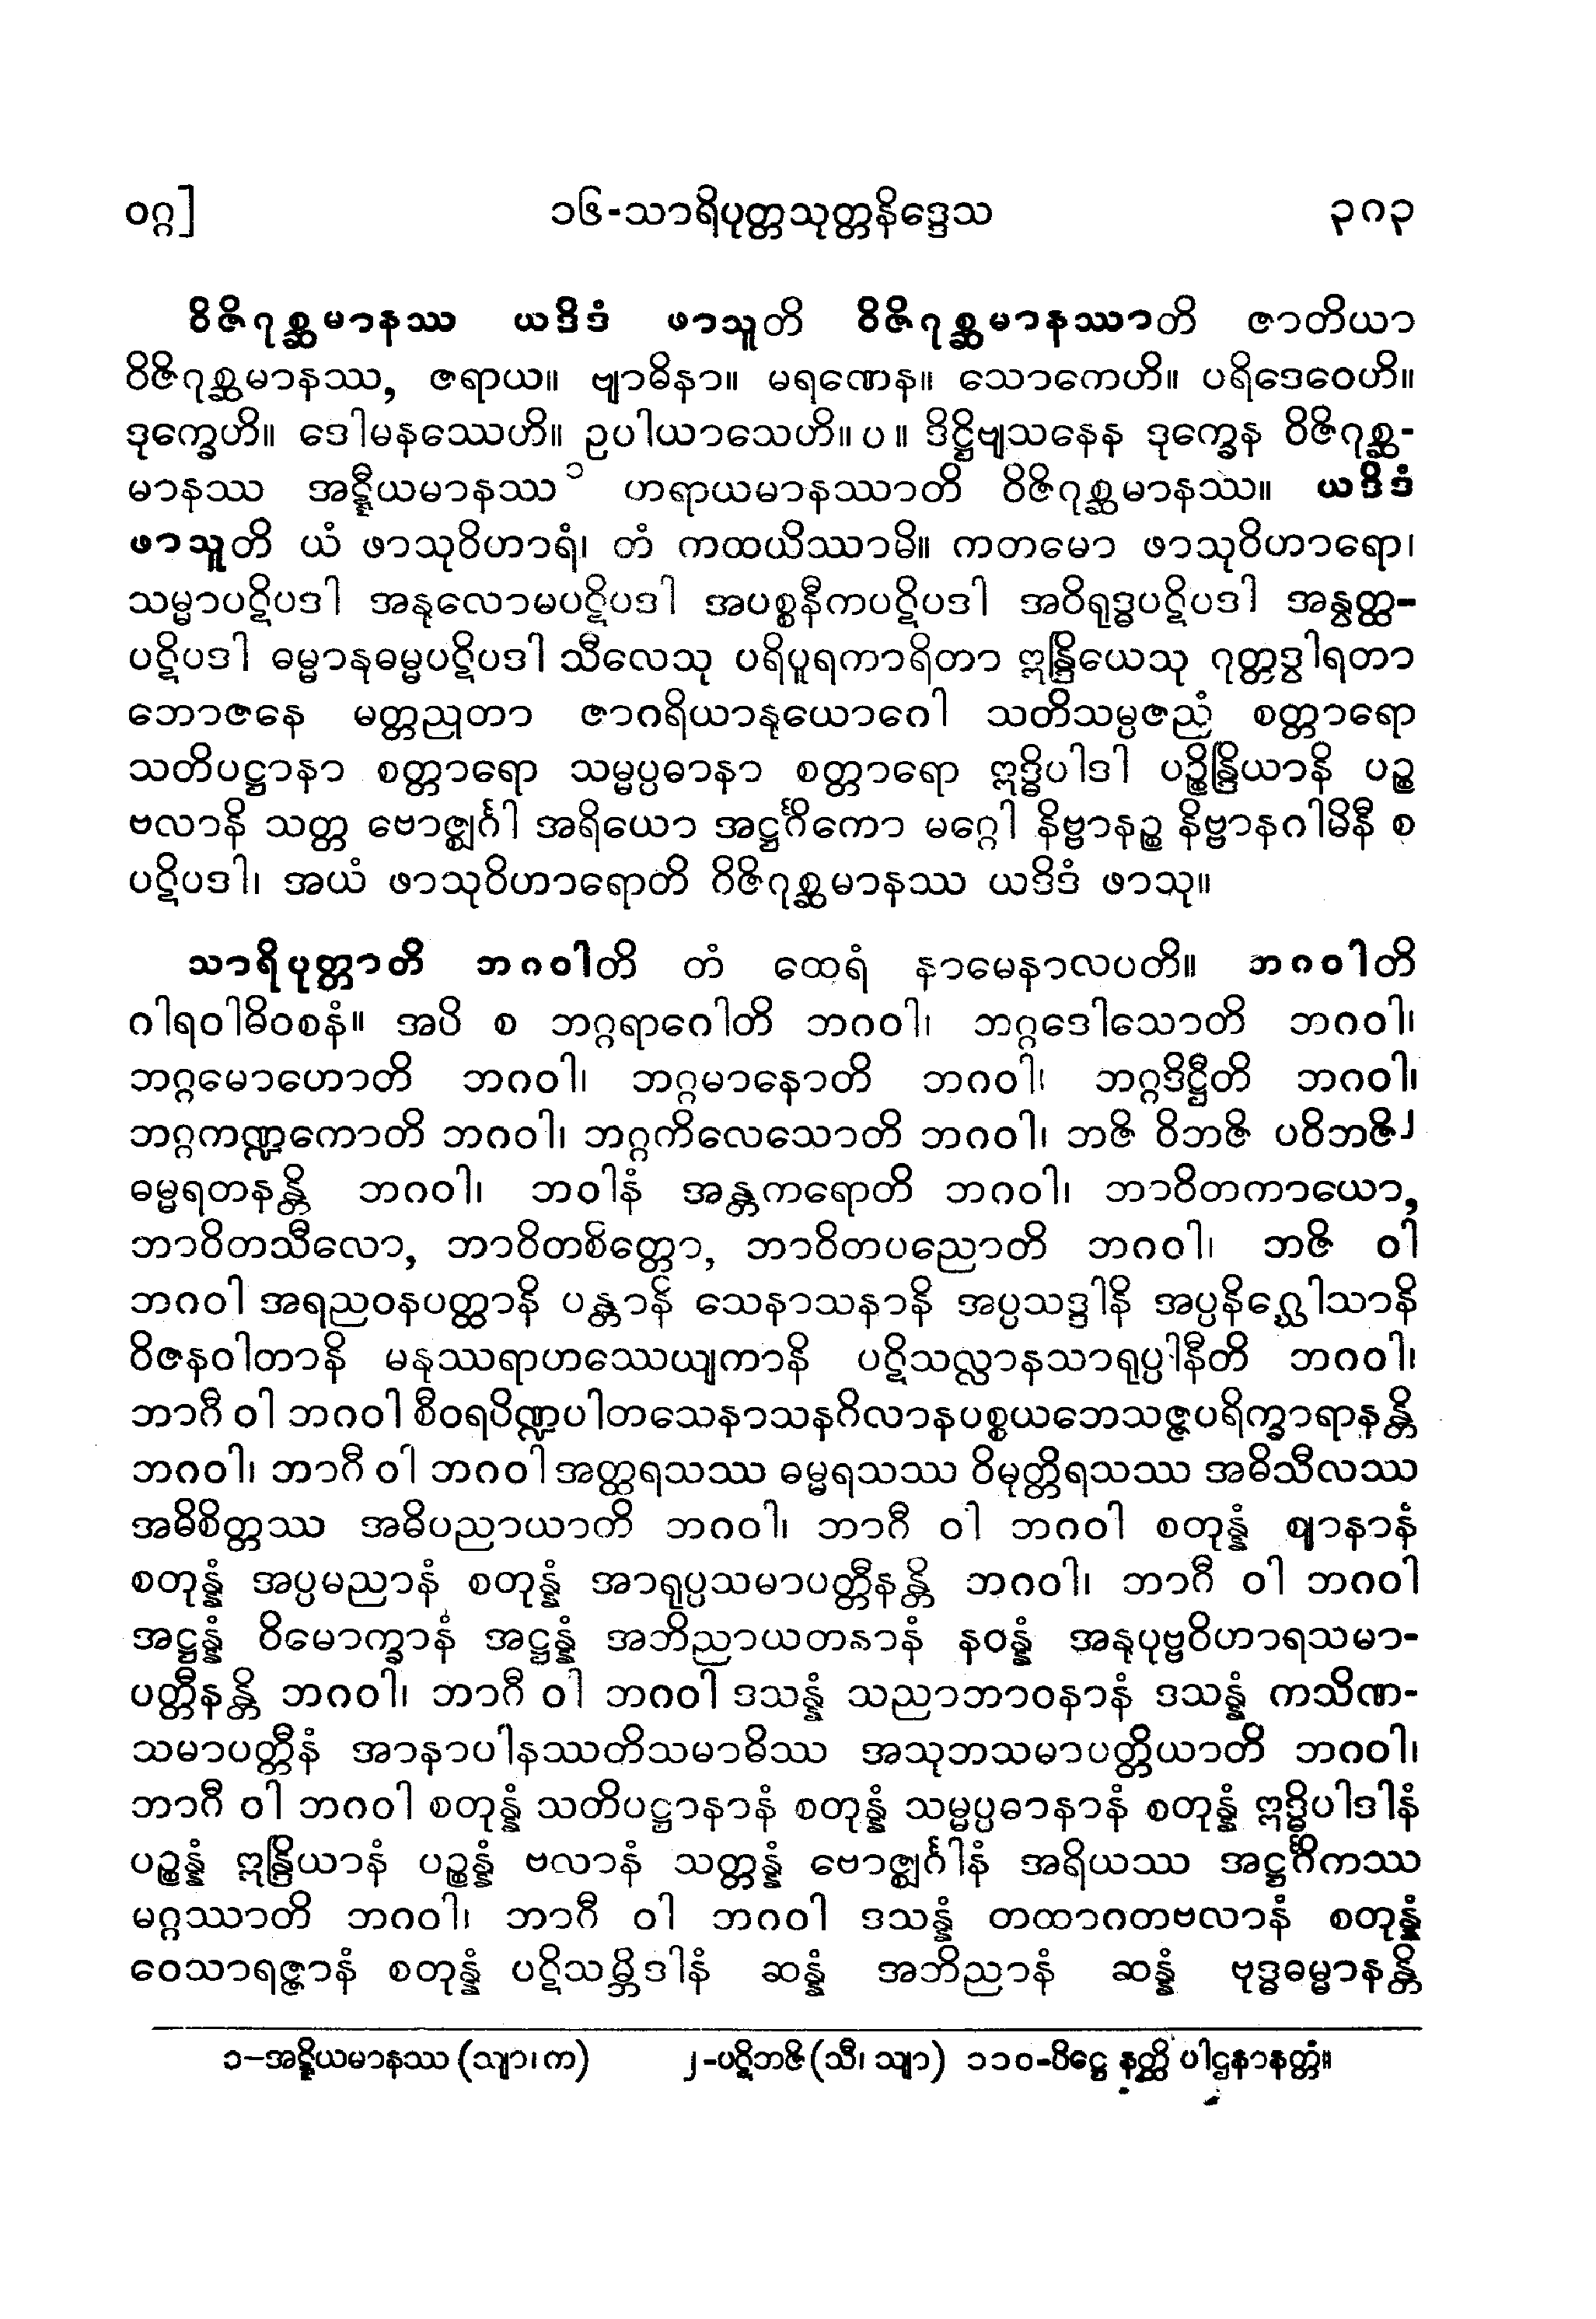 ဝဂ္ဂ] ၁၆-သာရိပုတ္တသုတ္တနိဒ္ဒေသ ၃၈၃
ဝိဇိဂုစ္ဆမာနဿ ယဒိဒံ ဖာသူတိ ဝိဇိဂုစ္ဆမာနဿာတိ ဇာတိယာ
ဝိဇိဂုစ္ဆမာနဿ, ဇရာယ။ ဗျာဓိနာ။ မရဏေန။ သောကေဟိ။ ပရိဒေဝေဟိ။
ဒုက္ခေဟိ။ ဒေါမနဿေဟိ။ ဥပါယာသေဟိ။ ပ ။ ဒိဋ္ဌိဗျသနေန ဒုက္ခေန ဝိဇိဂုစ္ဆ-
မာနဿ အဋ္ဋီယမာနဿ ၁ ဟရာယမာနဿာတိ ဝိဇိဂုစ္ဆမာနဿ။ ယဒိဒံ
ဖာသူတိ ယံ ဖာသုဝိဟာရံ၊ တံ ကထယိဿာမိ။ ကတမော ဖာသုဝိဟာရော၊
သမ္မာပဋိပဒါ အနုလောမပဋိပဒါ အပစ္စနီကပဋိပဒါ အဝိရုဒ္ဓပဋိပဒါ အနွတ္ထ-
ပဋိပဒါ ဓမ္မာနုဓမ္မပဋိပဒါ သီလေသု ပရိပူရကာရိတာ ဣန္ဒြိယေသု ဂုတ္တဒွါရတာ
ဘောဇနေ မတ္တညုတာ ဇာဂရိယာနုယောဂေါ သတိသမ္ပဇညံ စတ္တာရော
သတိပဋ္ဌာနာ စတ္တာရော သမ္မပ္ပဓာနာ စတ္တာရော ဣဒ္ဓိပါဒါ ပဉ္စိန္ဒြိယာနိ ပဉ္စ
ဗလာနိ သတ္တ ဗောဇ္ဈင်္ဂါ အရိယော အဋ္ဌင်္ဂိကော မဂ္ဂေါ နိဗ္ဗာနဉ္စ နိဗ္ဗာနဂါမိနီ စ
ပဋိပဒါ၊ အယံ ဖာသုဝိဟာရောတိ ဝိဇိဂုစ္ဆမာနဿ ယဒိဒံ ဖာသု။
သာရိပုတ္တာတိ ဘဂဝါတိ တံ ထေရံ နာမေနာလပတိ။ ဘဂဝါတိ
ဂါရဝါဓိဝစနံ။ အပိ စ ဘဂ္ဂရာဂေါတိ ဘဂဝါ၊ ဘဂ္ဂဒေါသောတိ ဘဂဝါ၊
ဘဂ္ဂမောဟောတိ ဘဂဝါ၊ ဘဂ္ဂမာနောတိ ဘဂဝါ၊ ဘဂ္ဂဒိဋ္ဌီတိ ဘဂဝါ၊
ဘဂ္ဂကဏ္ဍကောတိ ဘဂဝါ၊ ဘဂ္ဂကိလေသောတိ ဘဂဝါ၊ ဘဇိ ဝိဘဇိ ပဝိဘဇိ၂
ဓမ္မရတနန္တိ ဘဂဝါ၊ ဘဝါနံ အန္တကရောတိ ဘဂဝါ၊ ဘာဝိတကာယော,
ဘာဝိတသီလော, ဘာဝိတစိတ္တော, ဘာဝိတပညောတိ ဘဂဝါ၊ ဘဇိ ဝါ
ဘဂဝါ အရညဝနပတ္ထာနိ ပန္တာနိ သေနာသနာနိ အပ္ပသဒ္ဒါနိ အပ္ပနိဂ္ဃေါသာနိ
ဝိဇနဝါတာနိ မနုဿရာဟဿေယျကာနိ ပဋိသလ္လာနသာရုပ္ပါနီတိ ဘဂဝါ၊
ဘာဂီ ဝါ ဘဂဝါ စီဝရပိဏ္ဍပါတသေနာသနဂိလာနပစ္စယဘေသဇ္ဇပရိက္ခာရာနန္တိ
ဘဂဝါ၊ ဘာဂီ ဝါ ဘဂဝါ အတ္ထရသဿ ဓမ္မရသဿ ဝိမုတ္တိရသဿ အဓိသီလဿ
အဓိစိတ္တဿ အဓိပညာယာတိ ဘဂဝါ၊ ဘာဂီ ဝါ ဘဂဝါ စတုန္နံ ဈာနာနံ
စတုန္နံ အပ္ပမညာနံ စတုန္နံ အာရုပ္ပသမာပတ္တီနန္တိ ဘဂဝါ၊ ဘာဂီ ဝါ ဘဂဝါ
အဋ္ဌန္နံ ဝိမောက္ခာနံ အဋ္ဌန္နံ အဘိညာယတနာနံ နဝန္နံ အနုပုဗ္ဗဝိဟာရသမာ-
ပတ္တီနန္တိ ဘဂဝါ၊ ဘာဂီ ဝါ ဘဂဝါ ဒသန္နံ သညာဘာဝနာနံ ဒသန္နံ ကသိဏ-
သမာပတ္တီနံ အာနာပါနဿတိသမာဓိဿ အသုဘသမာပတ္တိယာတိ ဘဂဝါ၊
ဘာဂီ ဝါ ဘဂဝါ စတုန္နံ သတိပဋ္ဌာနာနံ စတုန္နံ သမ္မပ္ပဓာနာနံ စတုန္နံ ဣဒ္ဓိပါဒါနံ
ပဉ္စန္နံ ဣန္ဒြိယာနံ ပဉ္စန္နံ ဗလာနံ သတ္တန္နံ ဗောဇ္ဈင်္ဂါနံ အရိယဿ အဋ္ဌင်္ဂိကဿ
မဂ္ဂဿာတိ ဘဂဝါ၊ ဘာဂီ ဝါ ဘဂဝါ ဒသန္နံ တထာဂတဗလာနံ စတုန္နံ
ဝေသာရဇ္ဇာနံ စတုန္နံ ပဋိသမ္ဘိဒါနံ ဆန္နံ အဘိညာနံ ဆန္နံ ဗုဒ္ဓဓမ္မာနန္တိ
၁-အဋ္ဋိယမာနဿ (သျာ၊ က) ၂-ပဋိဘဇိ (သီ၊ သျာ) ၁၁၀-ပိဋ္ဌေ နတ္ထိ ပါဌနာနတ္တံ။